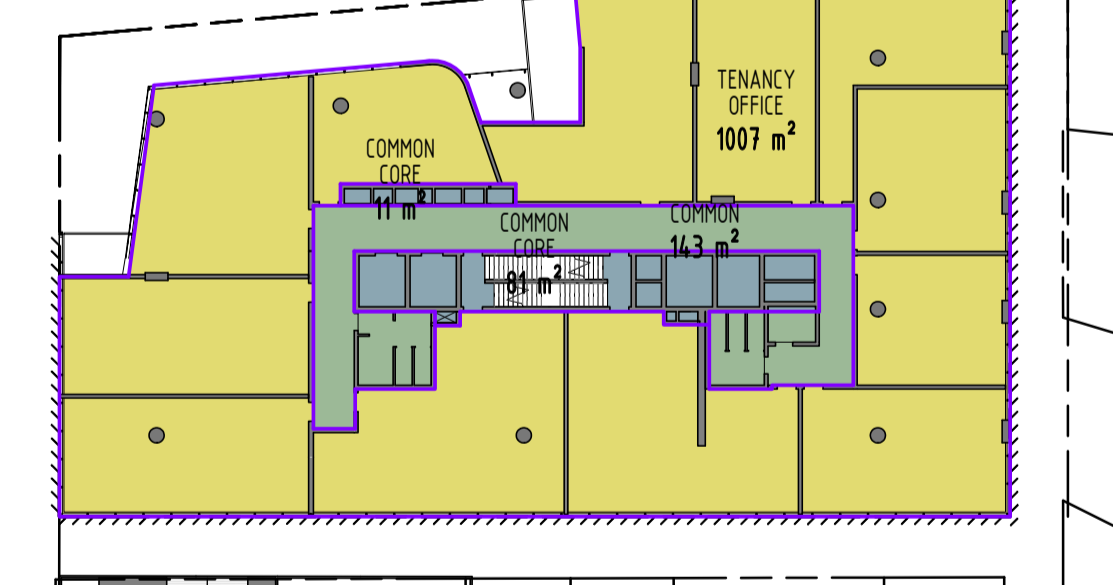 TENANCY
OFFICE
1007 m²
COMMON
CORE
11 m²
COMMON
CORE
81 m²
COMMON
143 m²